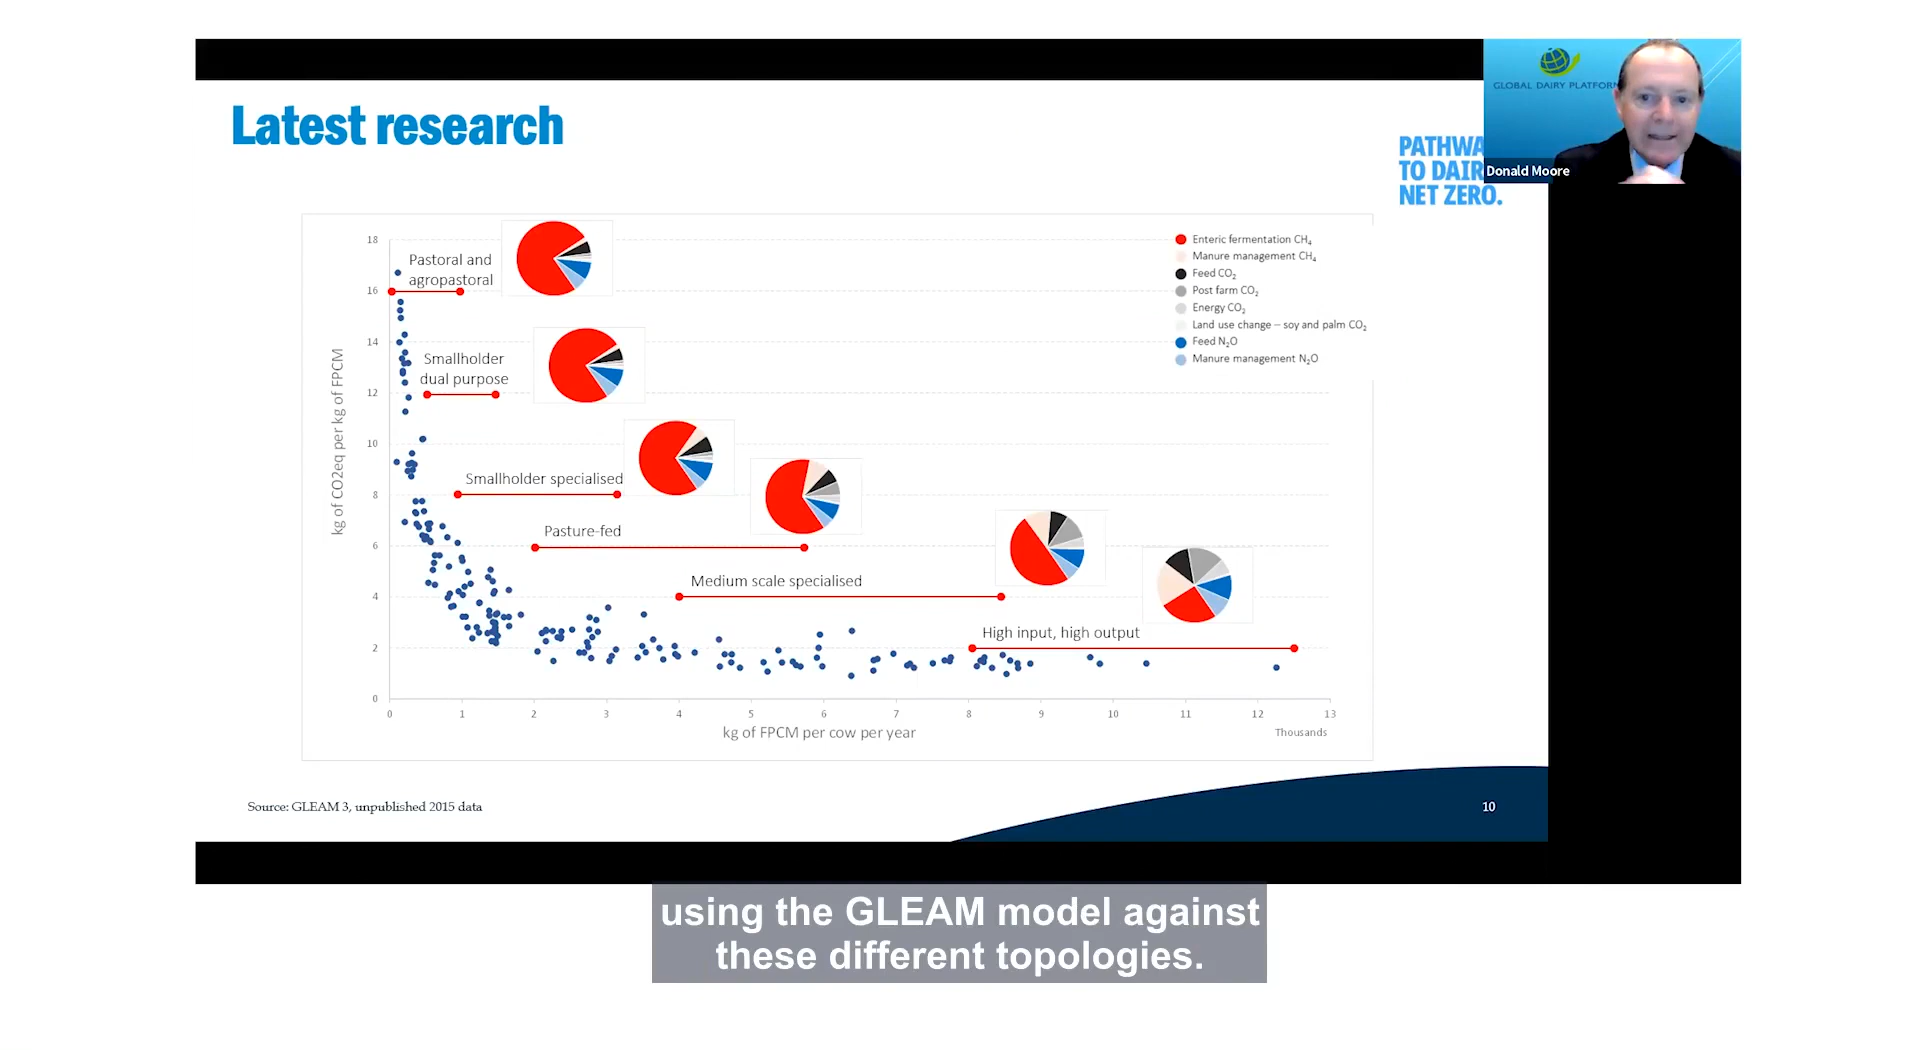 GLOBAL DAIRY PLATFORM
Latest research
PATHWA
TO DAIR
NET ZERO.
Donald Moore
Enteric fermentation CH4
Manure management CH4
Feed CO2
Post farm CO2
Energy CO2
Land use change – soy and palm CO2
Feed N2O
Manure management N2O
kg of CO2eq per kg of FPCM
18
16
14
12
10
8
6
4
2
0
Pastoral and
agropastoral
Smallholder
dual purpose
Smallholder specialised
Pasture-fed
Medium scale specialised
High input, high output
0 1 2 3 4 5 6 7 8 9 10 11 12 13
kg of FPCM per cow per year
Thousands
Source: GLEAM 3, unpublished 2015 data
10
using the GLEAM model against
these different topologies.